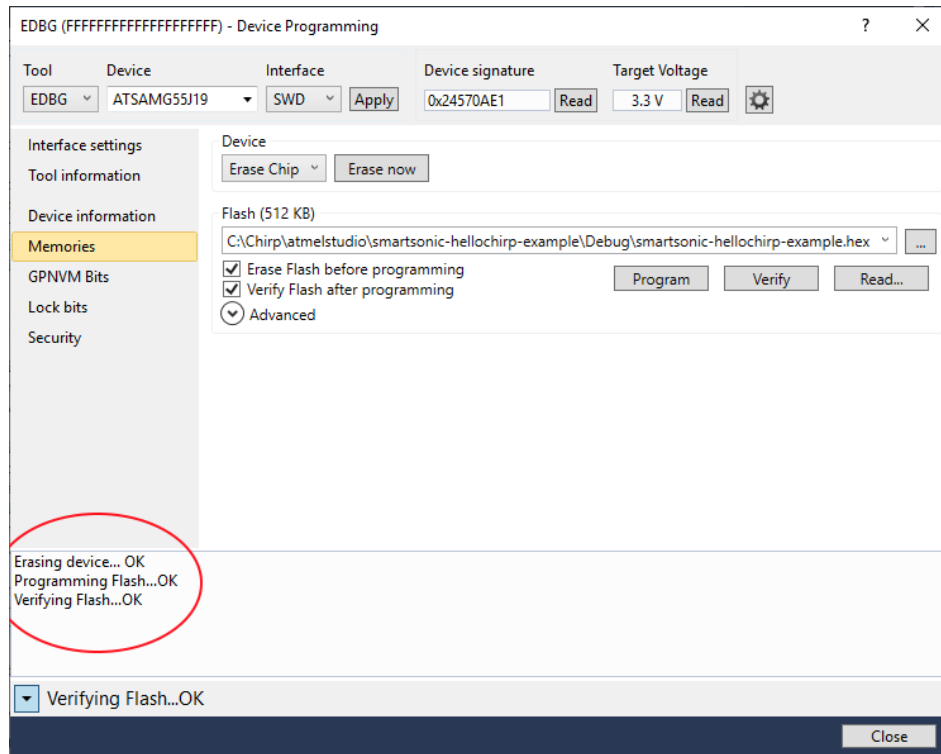 EDBG (FFFFFFFFFFFFFFFFFFFF) - Device Programming
Tool Device Interface Device signature Target Voltage
EDBG ATSAMG55J19 SWD Apply 0x24570AE1 Read 3.3 V Read
Interface settings
Tool information
Device information
Memories
GPNVM Bits
Lock bits
Security
Device
Erase Chip Erase now
Flash (512 KB)
C:\Chirp\atmelstudio\smartsonic-hellochirp-example\Debug\smartsonic-hellochirp-example.hex ...
Erase Flash before programming
Verify Flash after programming
Program Verify Read...
Advanced
Erasing device... OK
Programming Flash...OK
Verifying Flash...OK
Verifying Flash...OK
Close